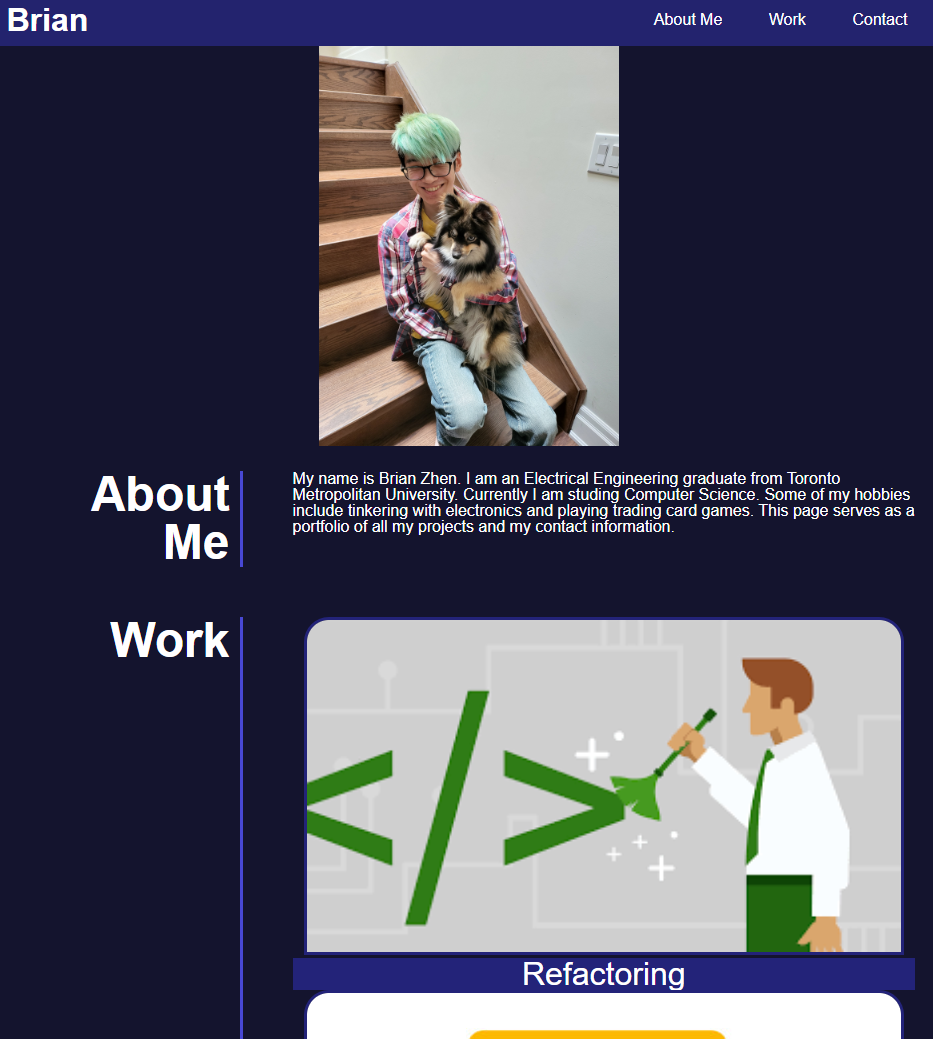 Brian
About Me
Work
Contact
About
Me
My name is Brian Zhen. I am an Electrical Engineering graduate from Toronto
Metropolitan University. Currently I am studing Computer Science. Some of my hobbies
include tinkering with electronics and playing trading card games. This page serves as a
portfolio of all my projects and my contact information.
Work
</>
Refactoring